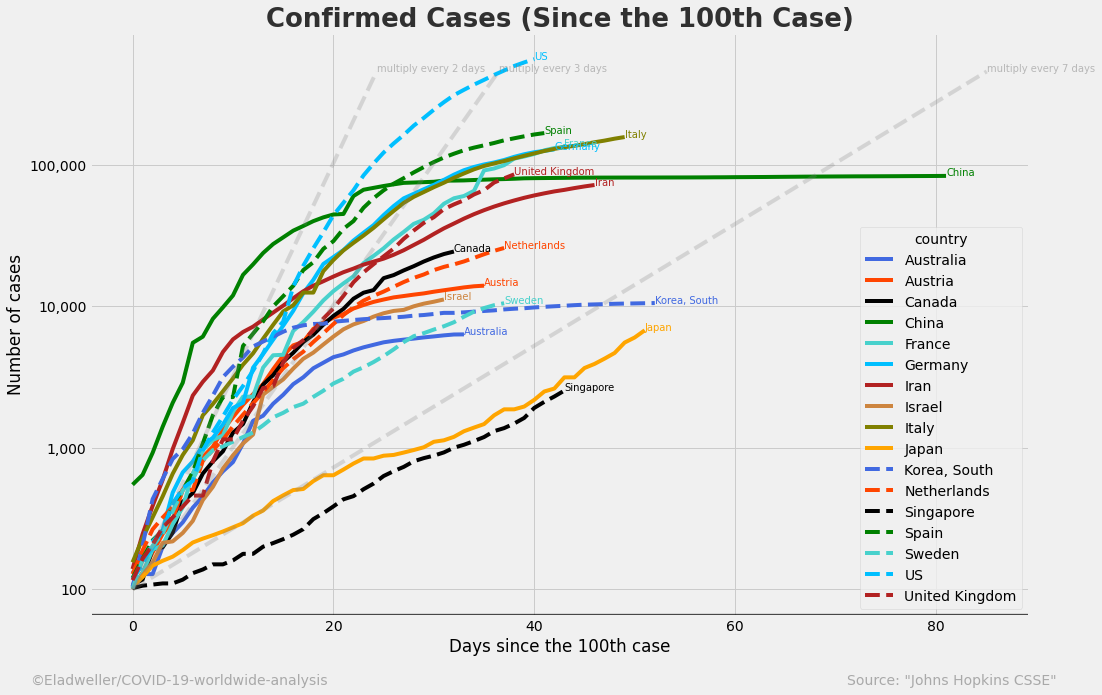 Confirmed Cases (Since the 100th Case)
US
multiply every 2 days
multiply every 3 days
multiply every 7 days
Spain
Italy
France
Germany
United Kingdom
China
Iran
Canada
Netherlands
Austria
Israel
Sweden
Korea, South
Australia
Japan
Singapore
Number of cases
100,000
10,000
1,000
100
0
20
40
60
80
Days since the 100th case
country
Australia
Austria
Canada
China
France
Germany
Iran
Israel
Italy
Japan
Korea, South
Netherlands
Singapore
Spain
Sweden
US
United Kingdom
©Eladweller/COVID-19-worldwide-analysis
Source: "Johns Hopkins CSSE"